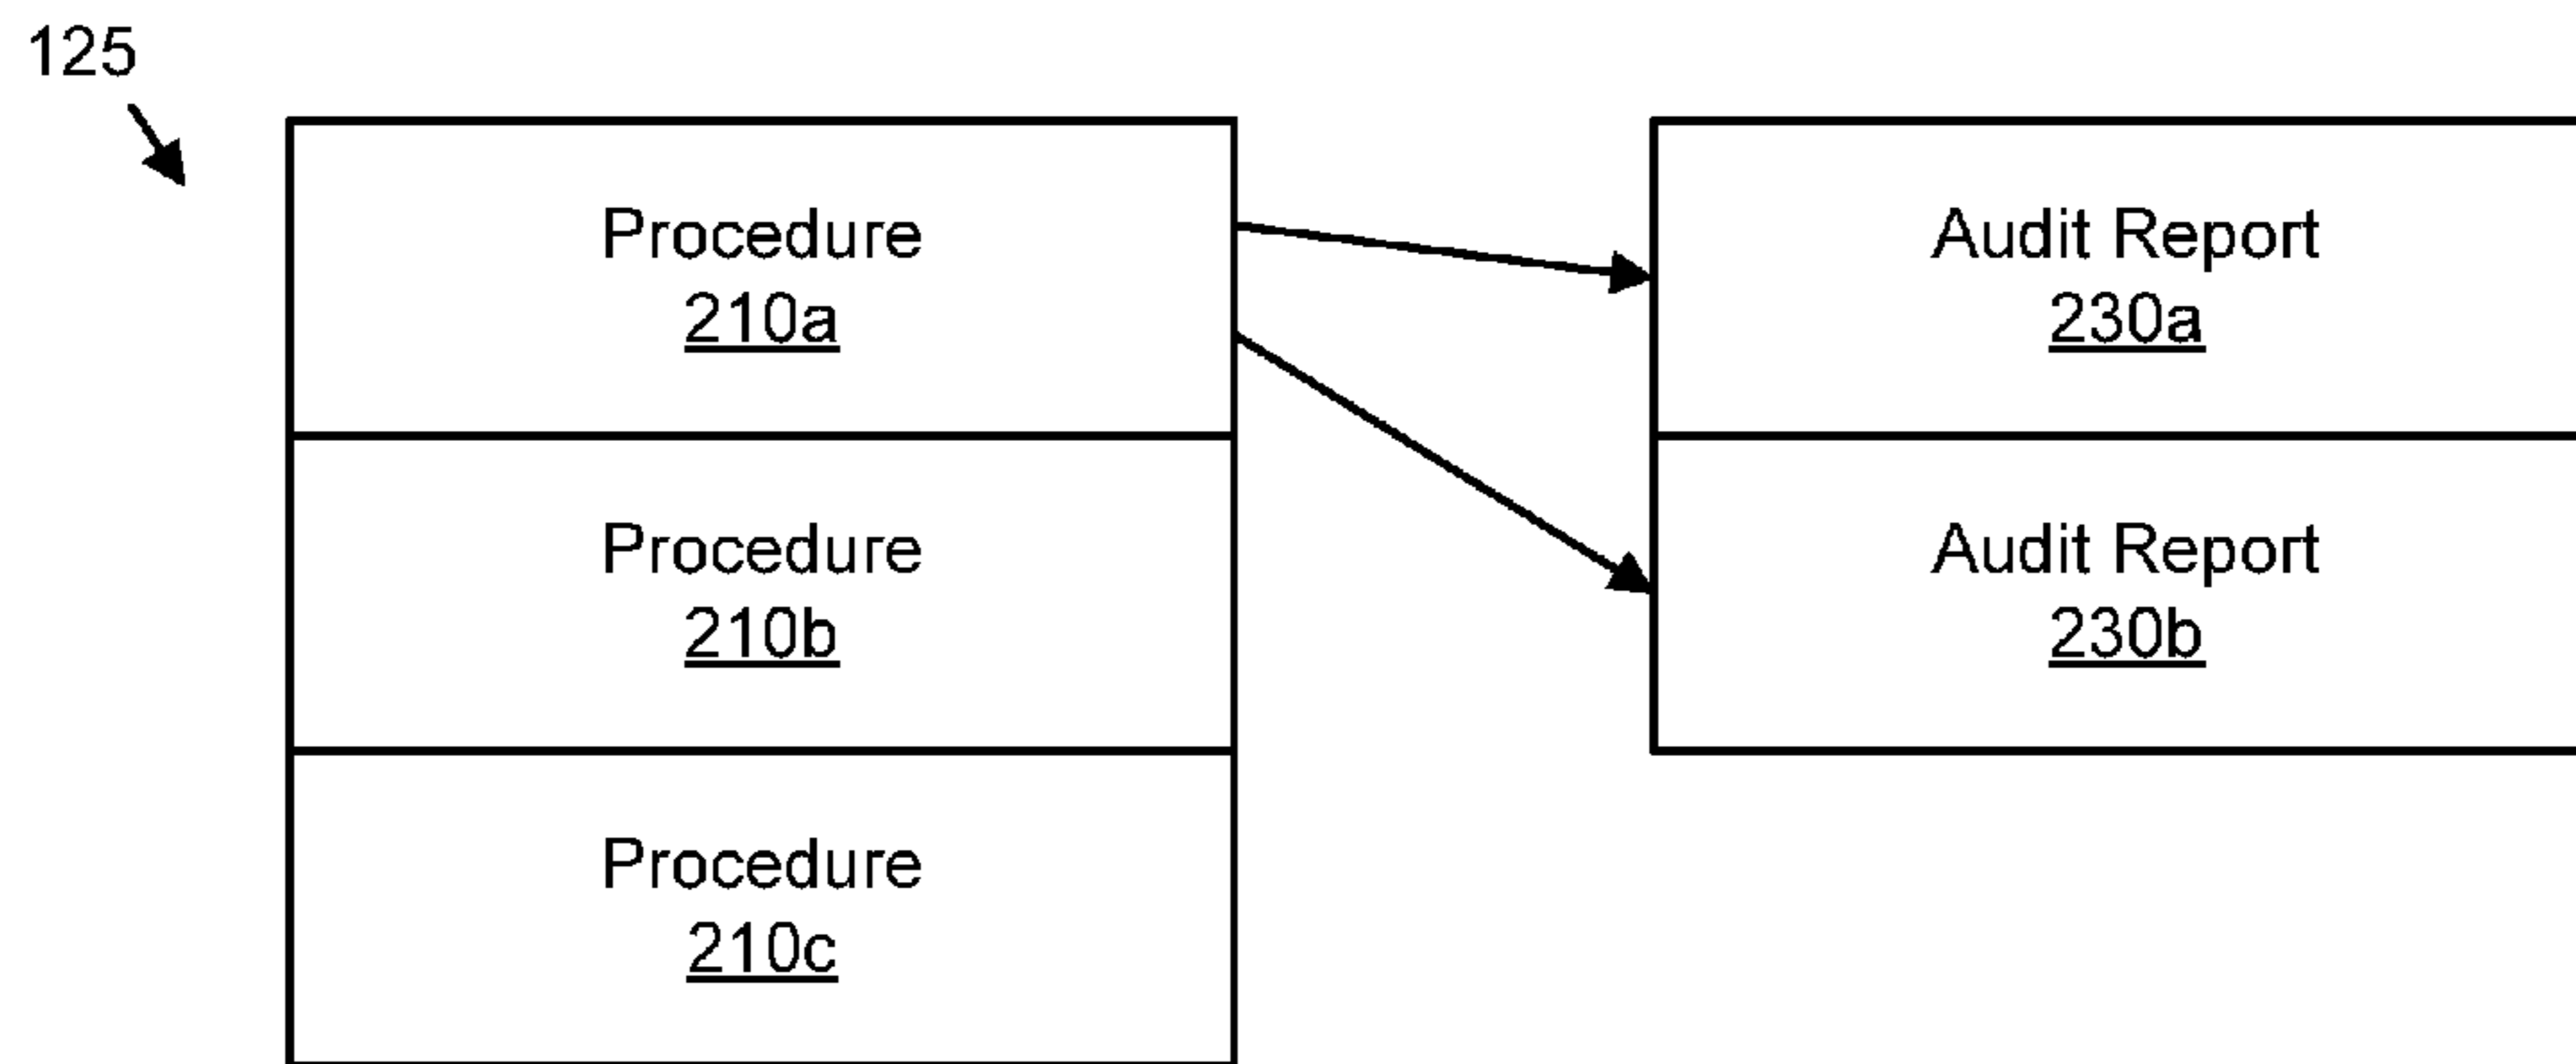 125
Procedure
210a
Audit Report
230a
Procedure
210b
Audit Report
230b
Procedure
210c